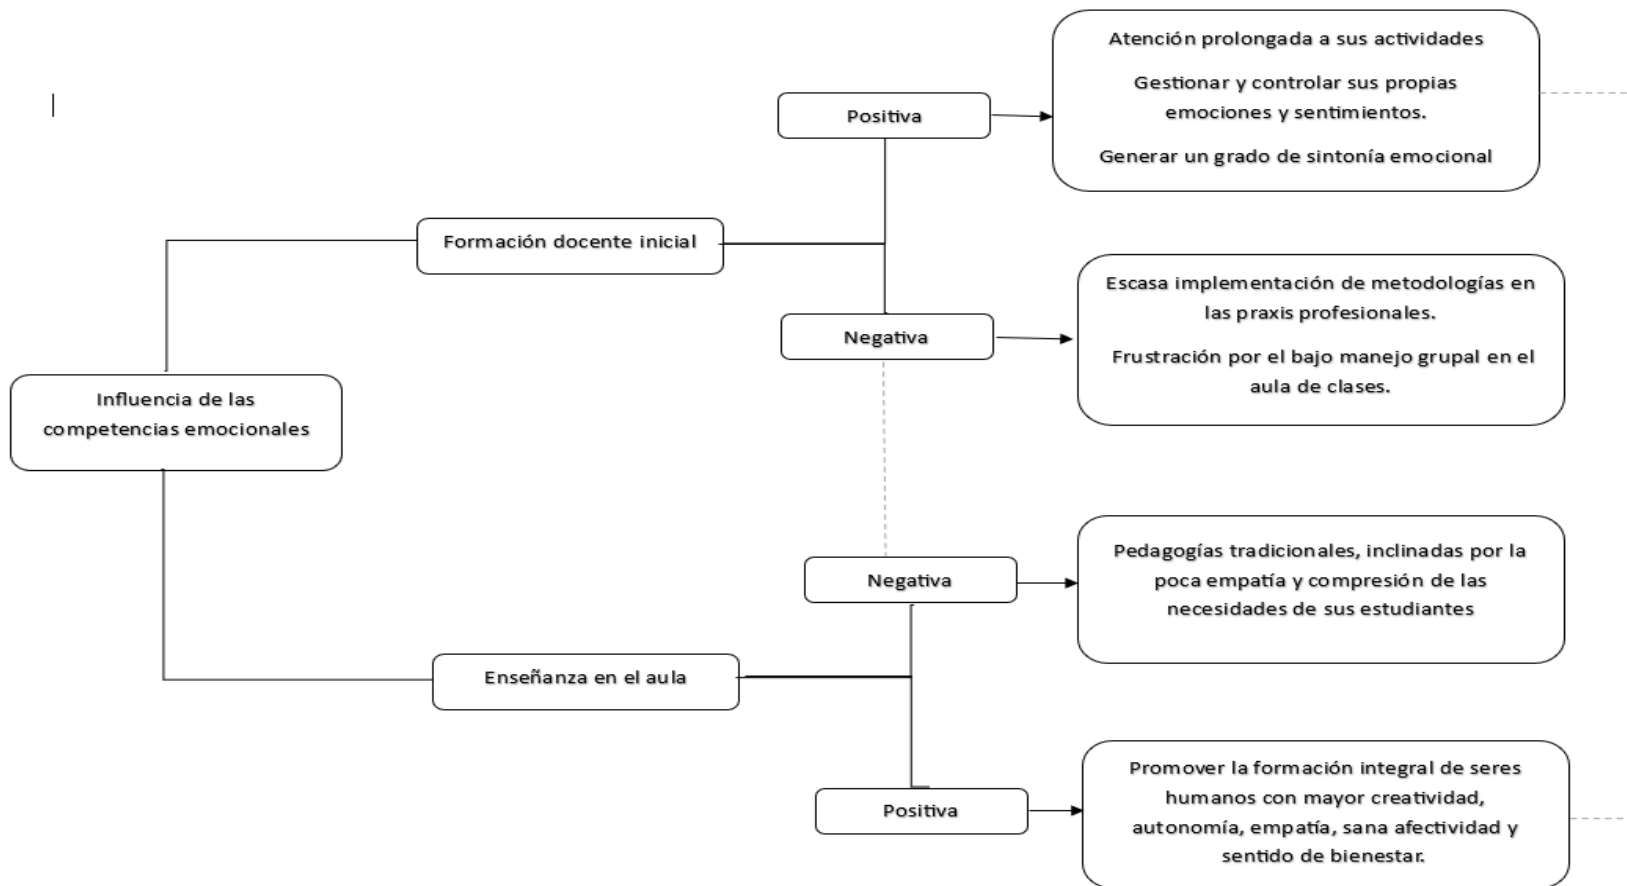 Atención prolongada a sus actividades
Gestionar y controlar sus propias
emociones y sentimientos.
Generar un grado de sintonía emocional
Positiva
Formación docente inicial
Negativa
Escasa implementación de metodologías en
las praxis profesionales.
Frustración por el bajo manejo grupal en el
aula de clases.
Influencia de las
competencias emocionales
Negativa
Pedagogías tradicionales, inclinadas por la
poca empatía y compresión de las
necesidades de sus estudiantes
Enseñanza en el aula
Positiva
Promover la formación integral de seres
humanos con mayor creatividad,
autonomía, empatía, sana afectividad y
sentido de bienestar.